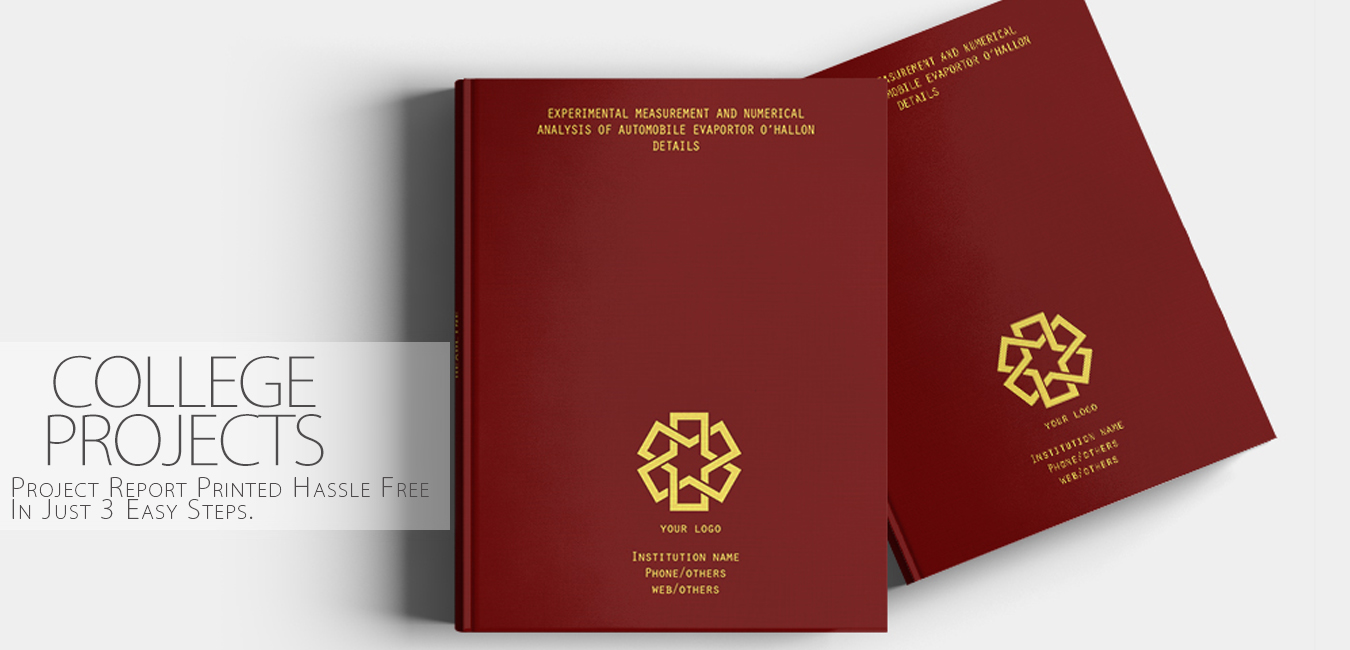 EXPERIMENTAL MEASUREMENT AND NUMERICAL
ANALYSIS OF AUTOMOBILE EVAPORTOR O'HALLON
DETAILS
YOUR LOGO
INSTITUTION NAME
PHONE/OTHERS
WEB/OTHERS
ASUREMENT AND NUMERICAL
MOBILE EVAPORTOR O'HALLON
DETAILS
YOUR LOGO
INSTITUTION NAME
PHONE/OTHERS
WEB/OTHERS
COLLEGE
PROJECTS
PROJECT REPORT PRINTED HASSLE FREE
IN JUST 3 EASY STEPS.